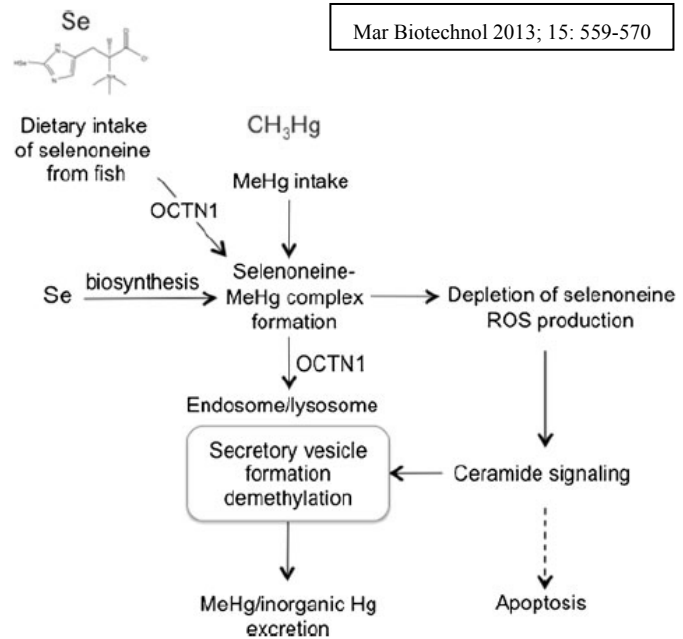 Se
Mar Biotechnol 2013; 15: 559-570
HSe
H
N
N
H
O
O-
NH+
Dietary intake
of selenoneine
from fish
CH₃Hg
MeHg intake
OCTN1
Se
biosynthesis
Selenoneine-
MeHg complex
formation
Depletion of selenoneine
ROS production
OCTN1
Endosome/lysosome
Secretory vesicle
formation
demethylation
Ceramide signaling
MeHg/inorganic Hg
excretion
Apoptosis